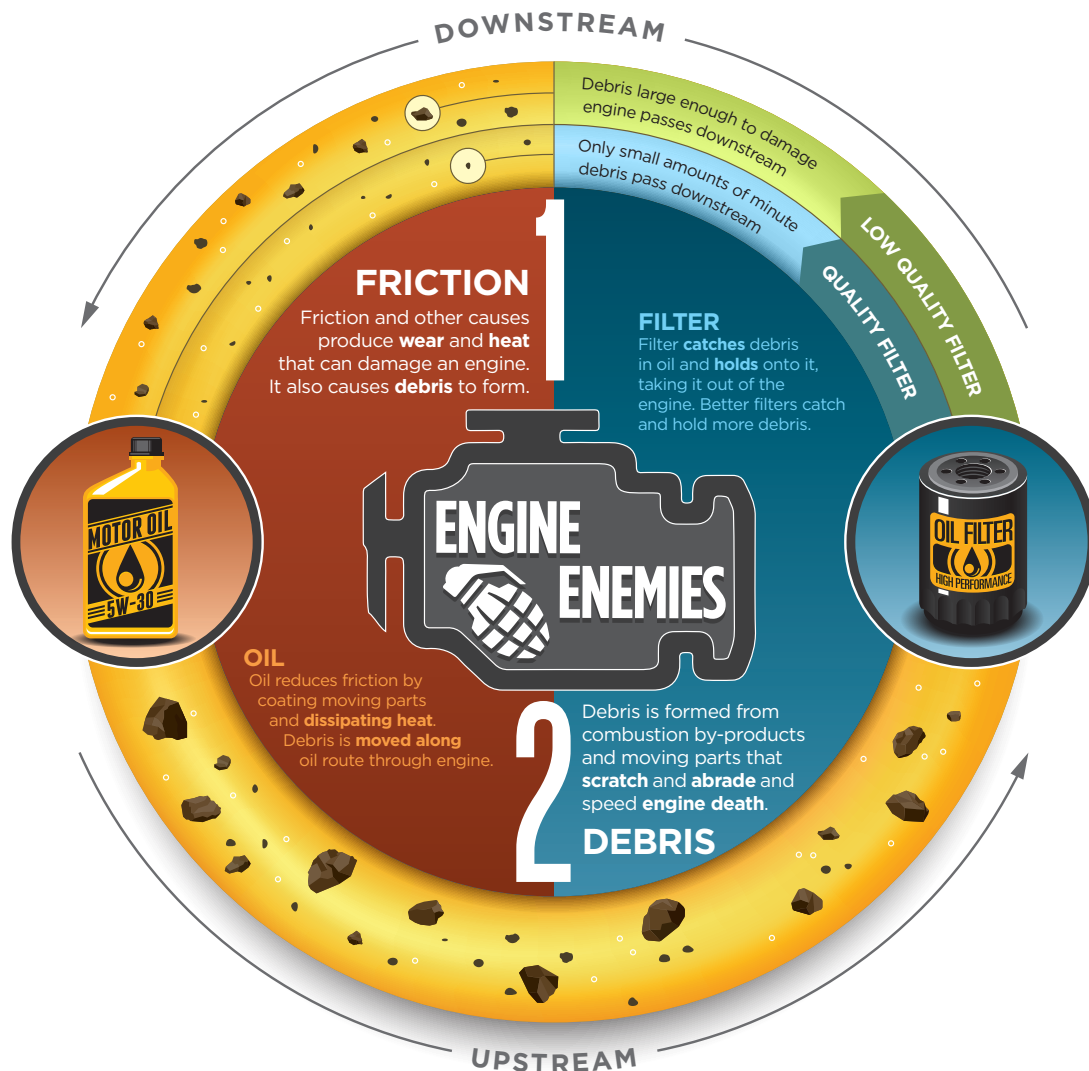 DOWNSTREAM
Debris large enough to damage
engine passes downstream
Only small amounts of minute
debris pass downstream
LOW QUALITY FILTER
QUALITY FILTER
1
FRICTION
Friction and other causes
produce wear and heat
that can damage an engine.
It also causes debris to form.
FILTER
Filter catches debris
in oil and holds onto it,
taking it out of the
engine. Better filters catch
and hold more debris.
MOTOR OIL
5W-30
ENGINE
ENEMIES
OIL FILTER
HIGH PERFORMANCE
OIL
Oil reduces friction by
coating moving parts
and dissipating heat.
Debris is moved along
oil route through engine.
2
Debris is formed from
combustion by-products
and moving parts that
scratch and abrade and
speed engine death.
DEBRIS
UPSTREAM